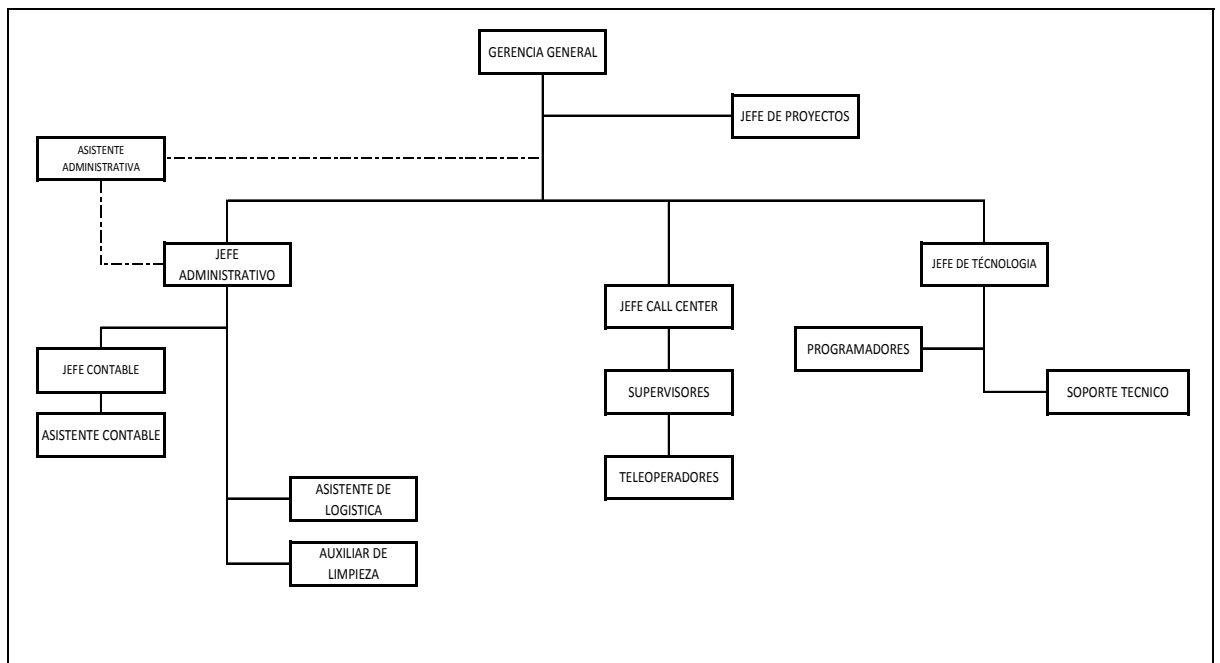 GERENCIA GENERAL
JEFE DE PROYECTOS
ASISTENTE
ADMINISTRATIVA
JEFE
ADMINISTRATIVO
JEFE DE TÉCNOLOGIA
JEFE CALL CENTER
PROGRAMADORES
JEFE CONTABLE
SUPERVISORES
SOPORTE TECNICO
ASISTENTE CONTABLE
TELEOPERADORES
ASISTENTE DE
LOGISTICA
AUXILIAR DE
LIMPIEZA